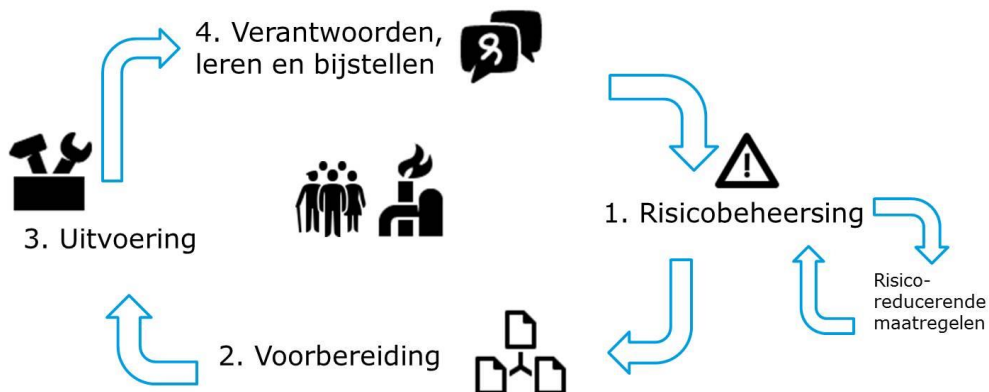 4. Verantwoorden,
leren en bijstellen
1. Risicobeheersing
Risico-
reducerende
maatregelen
2. Voorbereiding
3. Uitvoering